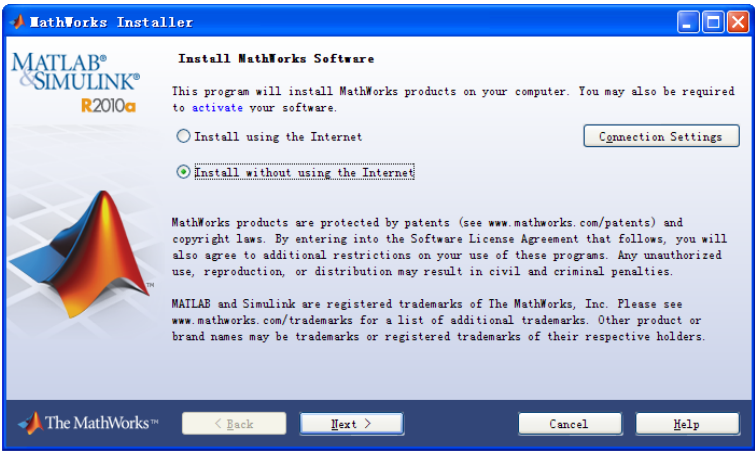 MathWorks Installer
MATLAB®
&SIMULINK®
R2010a
Install MathWorks Software
This program will install MathWorks products on your computer. You may also be required
to activate your software.
Install using the Internet
Connection Settings
Install without using the Internet
MathWorks products are protected by patents (see www.mathworks.com/patents) and
copyright laws. By entering into the Software License Agreement that follows, you will
also agree to additional restrictions on your use of these programs. Any unauthorized
use, reproduction, or distribution may result in civil and criminal penalties.
MATLAB and Simulink are registered trademarks of The MathWorks, Inc. Please see
www.mathworks.com/trademarks for a list of additional trademarks. Other product or
brand names may be trademarks or registered trademarks of their respective holders.
TM
The MathWorks™
< Back
Next >
Cancel
Help